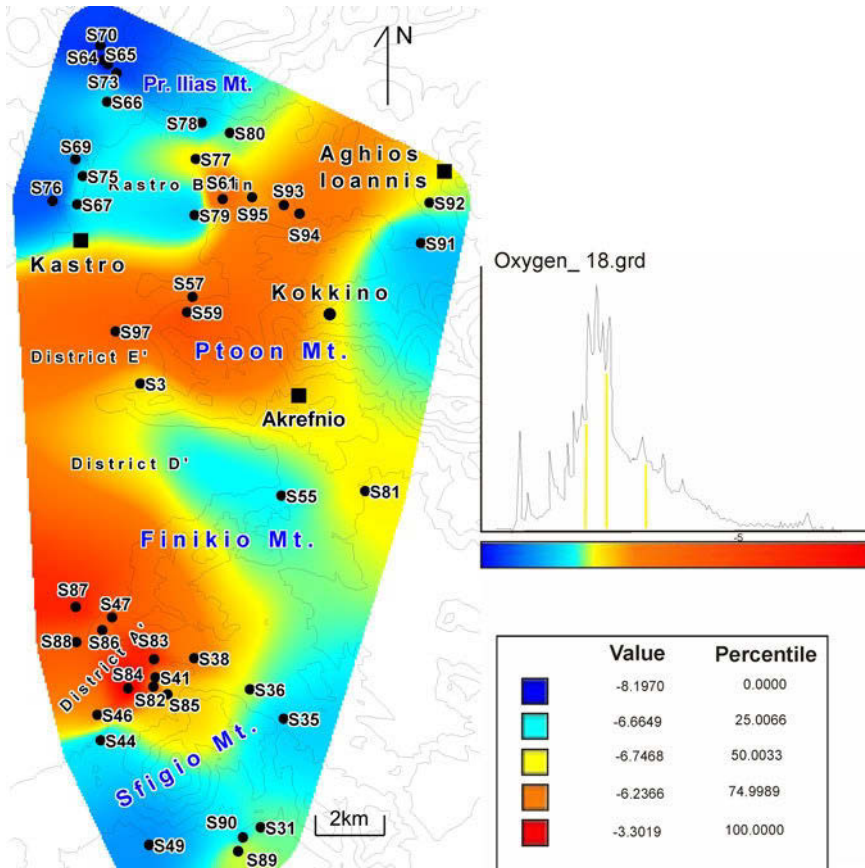 S70
S64 S65
S73
S66
Pr. Ilias Mt.
N
S78
S80
S69
S77
Aghios
Ioannis
S75
S61
S93
S76
S67
S79
S95
S94
S92
S91
Kastro
Oxygen_ 18.grd
S57
Kokkino
S59
S97
District E'
Ptoon Mt.
S3
Akrefnio
District D'
S55
S81
-5
Finikio Mt.
S87
S47
S86
S83
S88
S38
District A'
S84
S41
S82
S85
S36
S46
S35
S44
Sfigio Mt.
S90
S31
2km
S49
S89
Value Percentile
-8.1970 0.0000
-6.6649 25.0066
-6.7468 50.0033
-6.2366 74.9989
-3.3019 100.0000